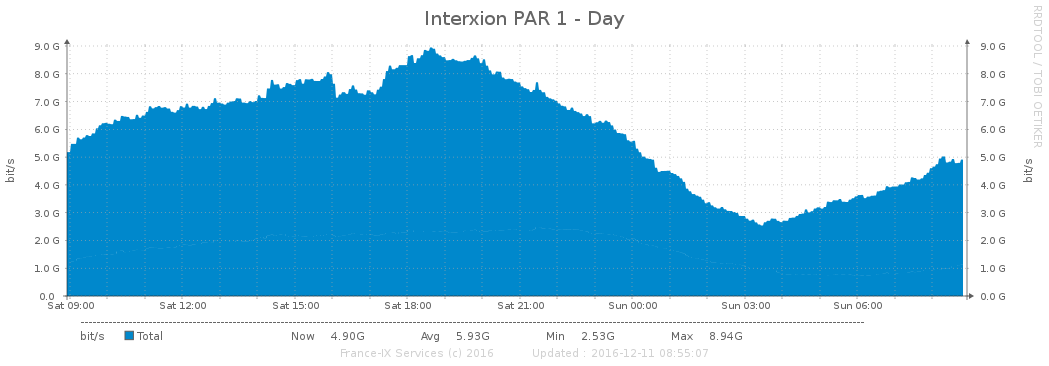 Interxion PAR 1 - Day
RRDTOOL / TOBI OETIKER
9.0 G 9.0 G
8.0 G 8.0 G
7.0 G 7.0 G
6.0 G 6.0 G
5.0 G 5.0 G
4.0 G 4.0 G
3.0 G 3.0 G
2.0 G 2.0 G
1.0 G 1.0 G
0.0 0.0 G
bit/s bit/s
Sat 09:00 Sat 12:00 Sat 15:00 Sat 18:00 Sat 21:00 Sun 00:00 Sun 03:00 Sun 06:00
bit/s Total Now 4.90G Avg 5.93G Min 2.53G Max 8.94G
France-IX Services (c) 2016 Updated : 2016-12-11 08:55:07